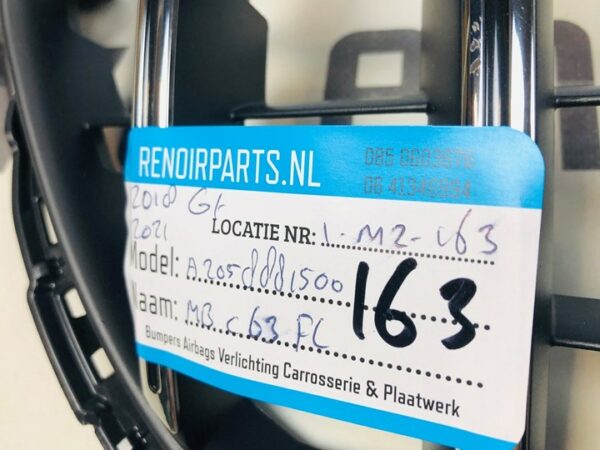 RENOIRPARTS.NL
2018 Gt
2021
LOCATIE NR: 1-M2-163
Model: A2058881500
Naam: MB C63 FL
163
Bumpers Airbags Verlichting Carrosserie & Plaatwerk